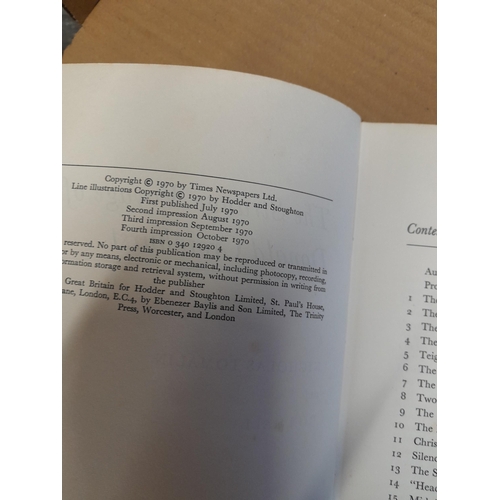 Copyright © 1970 by Times Newspapers Ltd.
Line illustrations Copyright © 1970 by Hodder and Stoughton
First published July 1970
Second impression August 1970
Third impression September 1970
Fourth impression October 1970
ISBN 0 340 12920 4
reserved. No part of this publication may be reproduced or transmitted in
or by any means, electronic or mechanical, including photocopy, recording,
formation storage and retrieval system, without permission in writing from
the publisher
Great Britain for Hodder and Stoughton Limited, St. Paul's House,
ane, London, E.C.4, by Ebenezer Baylis and Son Limited, The Trinity
Press, Worcester, and London
Conte
Au
Pro
1 The
2 The
3 The
4 The
5 Teig
6 The
7 The
8 Two
9 The
10 The
11 Chris
12 Silenc
13 The S
14 "Head
15